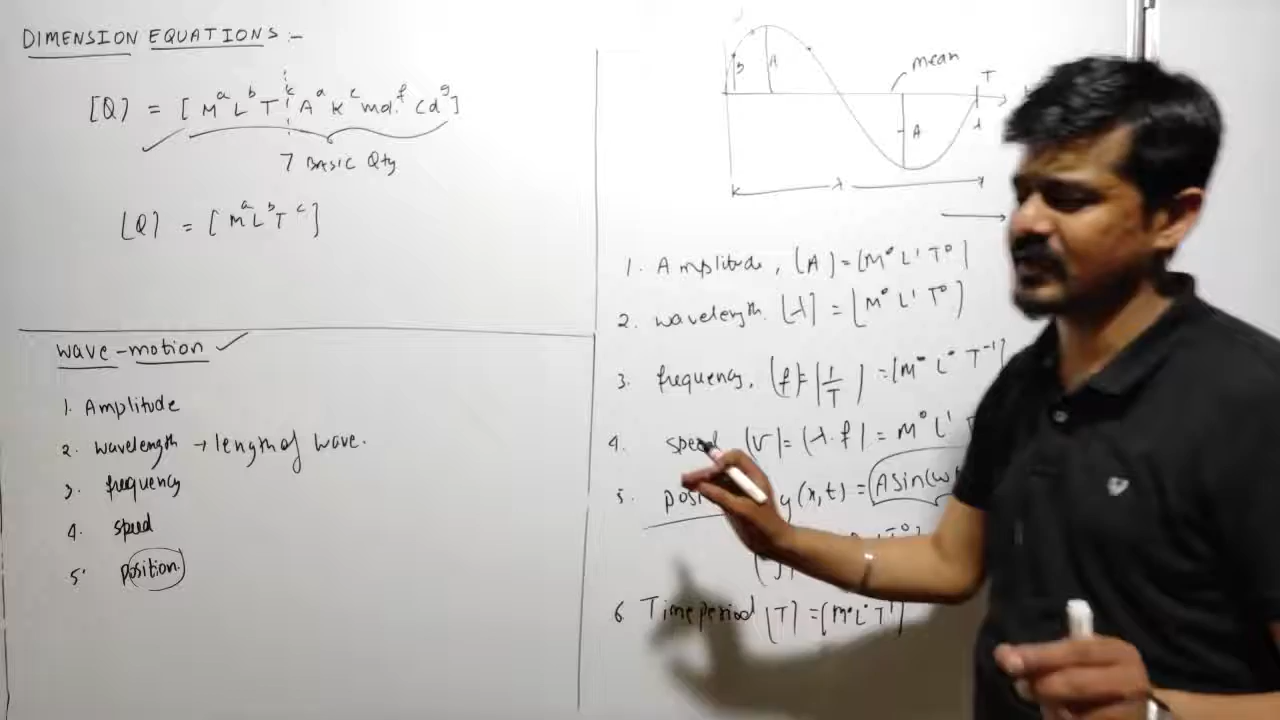 DIMENSION EQUATIONS :-
[Q] = [ M^a L^b T^c A^a K^c mol^f Cd^g ]
7 BASIC Qty
[Q] = [ M^a L^b T^c ]
wave-motion ✓
1. Amplitude
2. wavelength → length of wave.
3. frequency
4. speed
5. position
B A mean T
A
λ
1. Amplitude, [A] = [M° L¹ T°]
2. wavelength. [λ] = [M° L¹ T°]
3. frequency, [f] = [1/T] = [M° L° T⁻¹]
4. speed [v] = [λ.f] = M° L¹
5. y(x,t) = A Sin(ω
6 Time period [T] = [M° L° T¹]